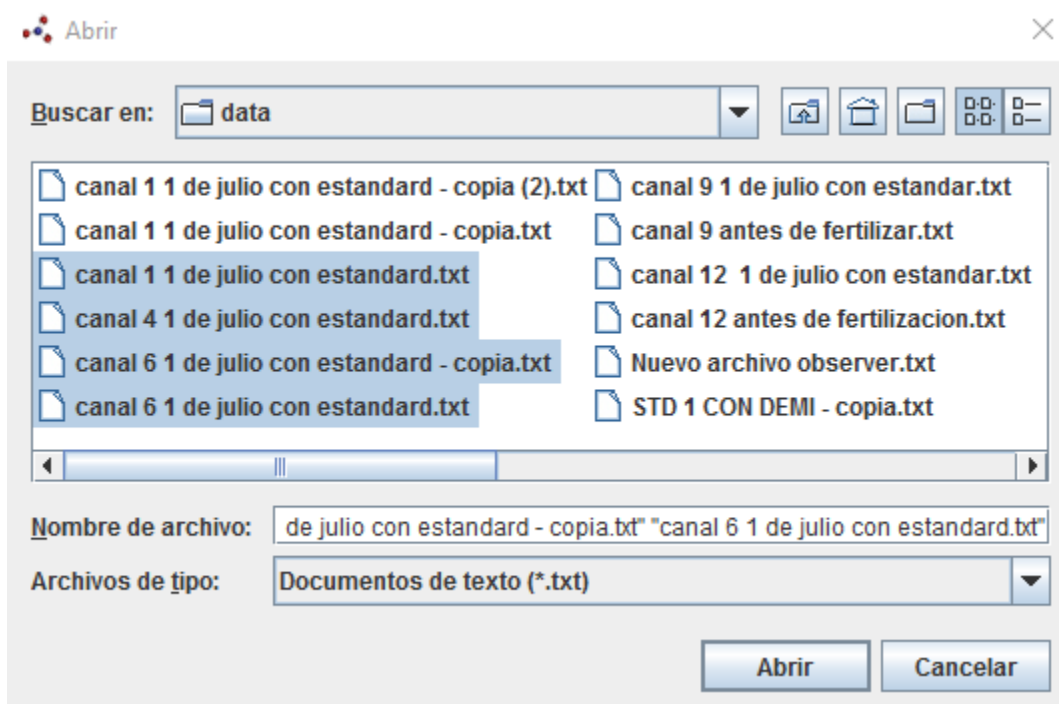 Abrir
Buscar en: data
canal 1 1 de julio con estandard - copia (2).txt
canal 1 1 de julio con estandard - copia.txt
canal 1 1 de julio con estandard.txt
canal 4 1 de julio con estandard.txt
canal 6 1 de julio con estandard - copia.txt
canal 6 1 de julio con estandard.txt
canal 9 1 de julio con estandar.txt
canal 9 antes de fertilizar.txt
canal 12  1 de julio con estandar.txt
canal 12 antes de fertilizacion.txt
Nuevo archivo observer.txt
STD 1 CON DEMI - copia.txt
Nombre de archivo: de julio con estandard - copia.txt" "canal 6 1 de julio con estandard.txt"
Archivos de tipo: Documentos de texto (*.txt)
Abrir Cancelar